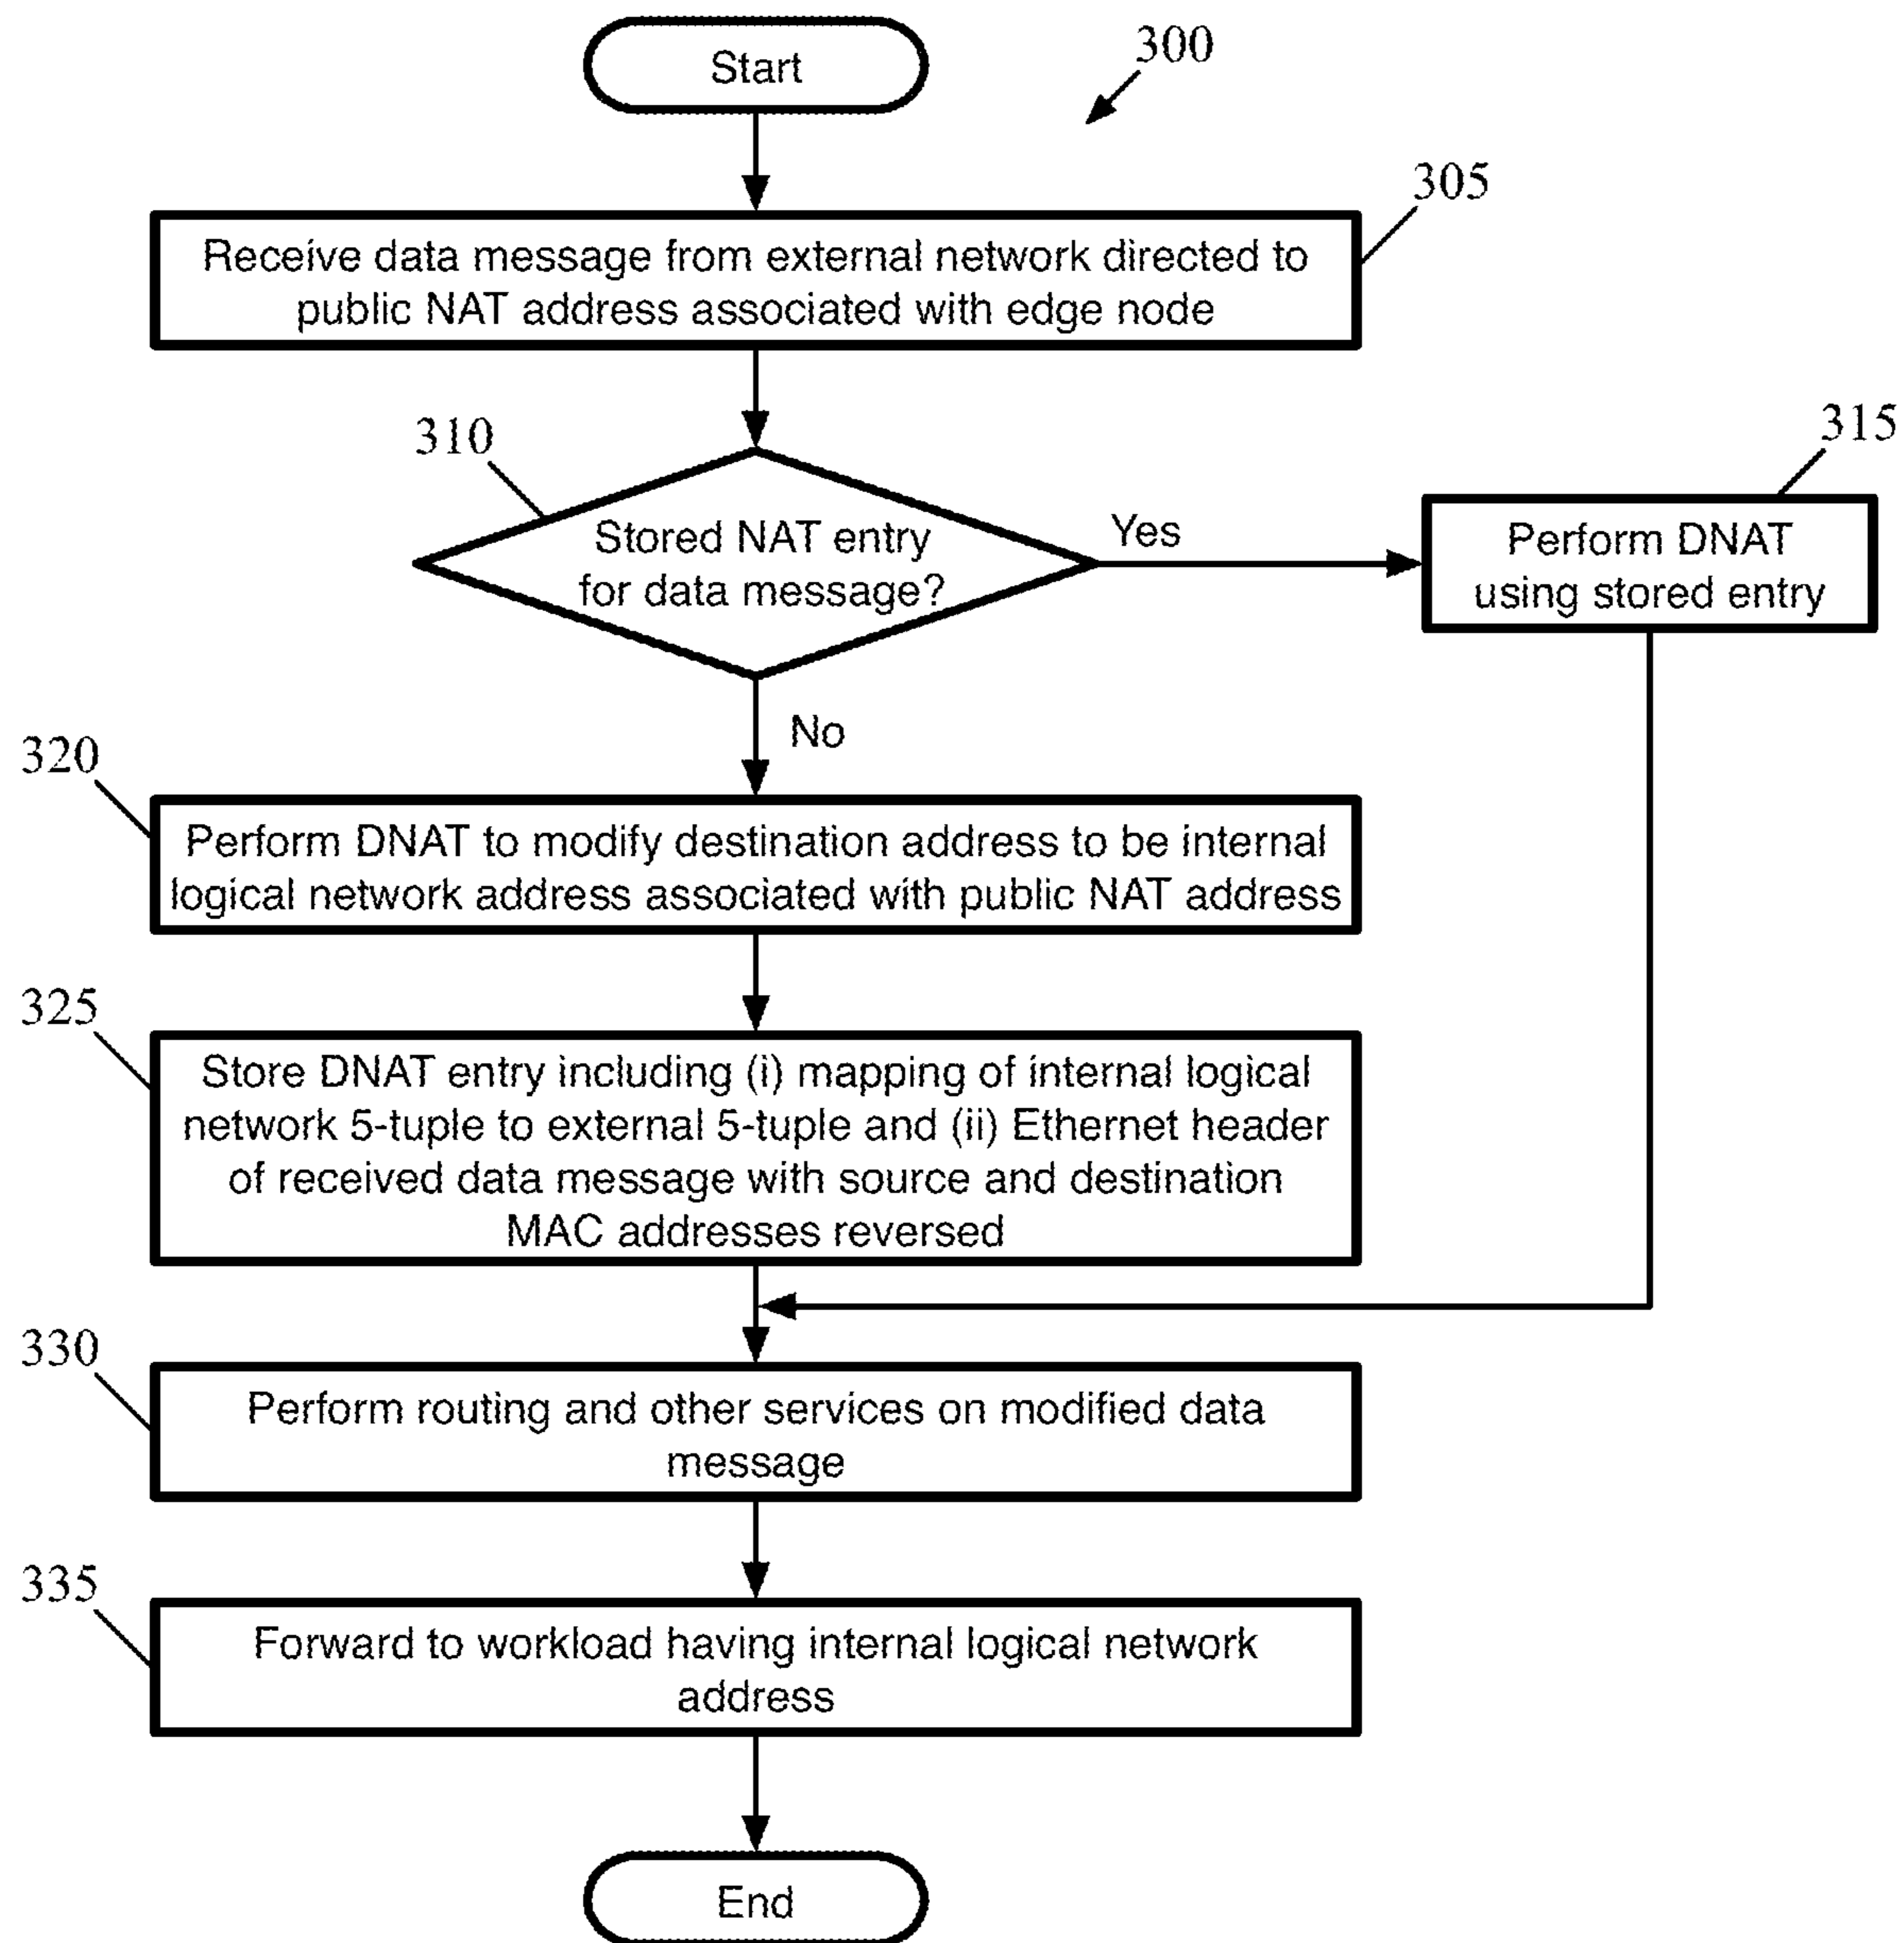 Start
300
305
Receive data message from external network directed to
public NAT address associated with edge node
310
315
Stored NAT entry
for data message?
Yes
Perform DNAT
using stored entry
No
320
Perform DNAT to modify destination address to be internal
logical network address associated with public NAT address
325
Store DNAT entry including (i) mapping of internal logical
network 5-tuple to external 5-tuple and (ii) Ethernet header
of received data message with source and destination
MAC addresses reversed
330
Perform routing and other services on modified data
message
335
Forward to workload having internal logical network
address
End